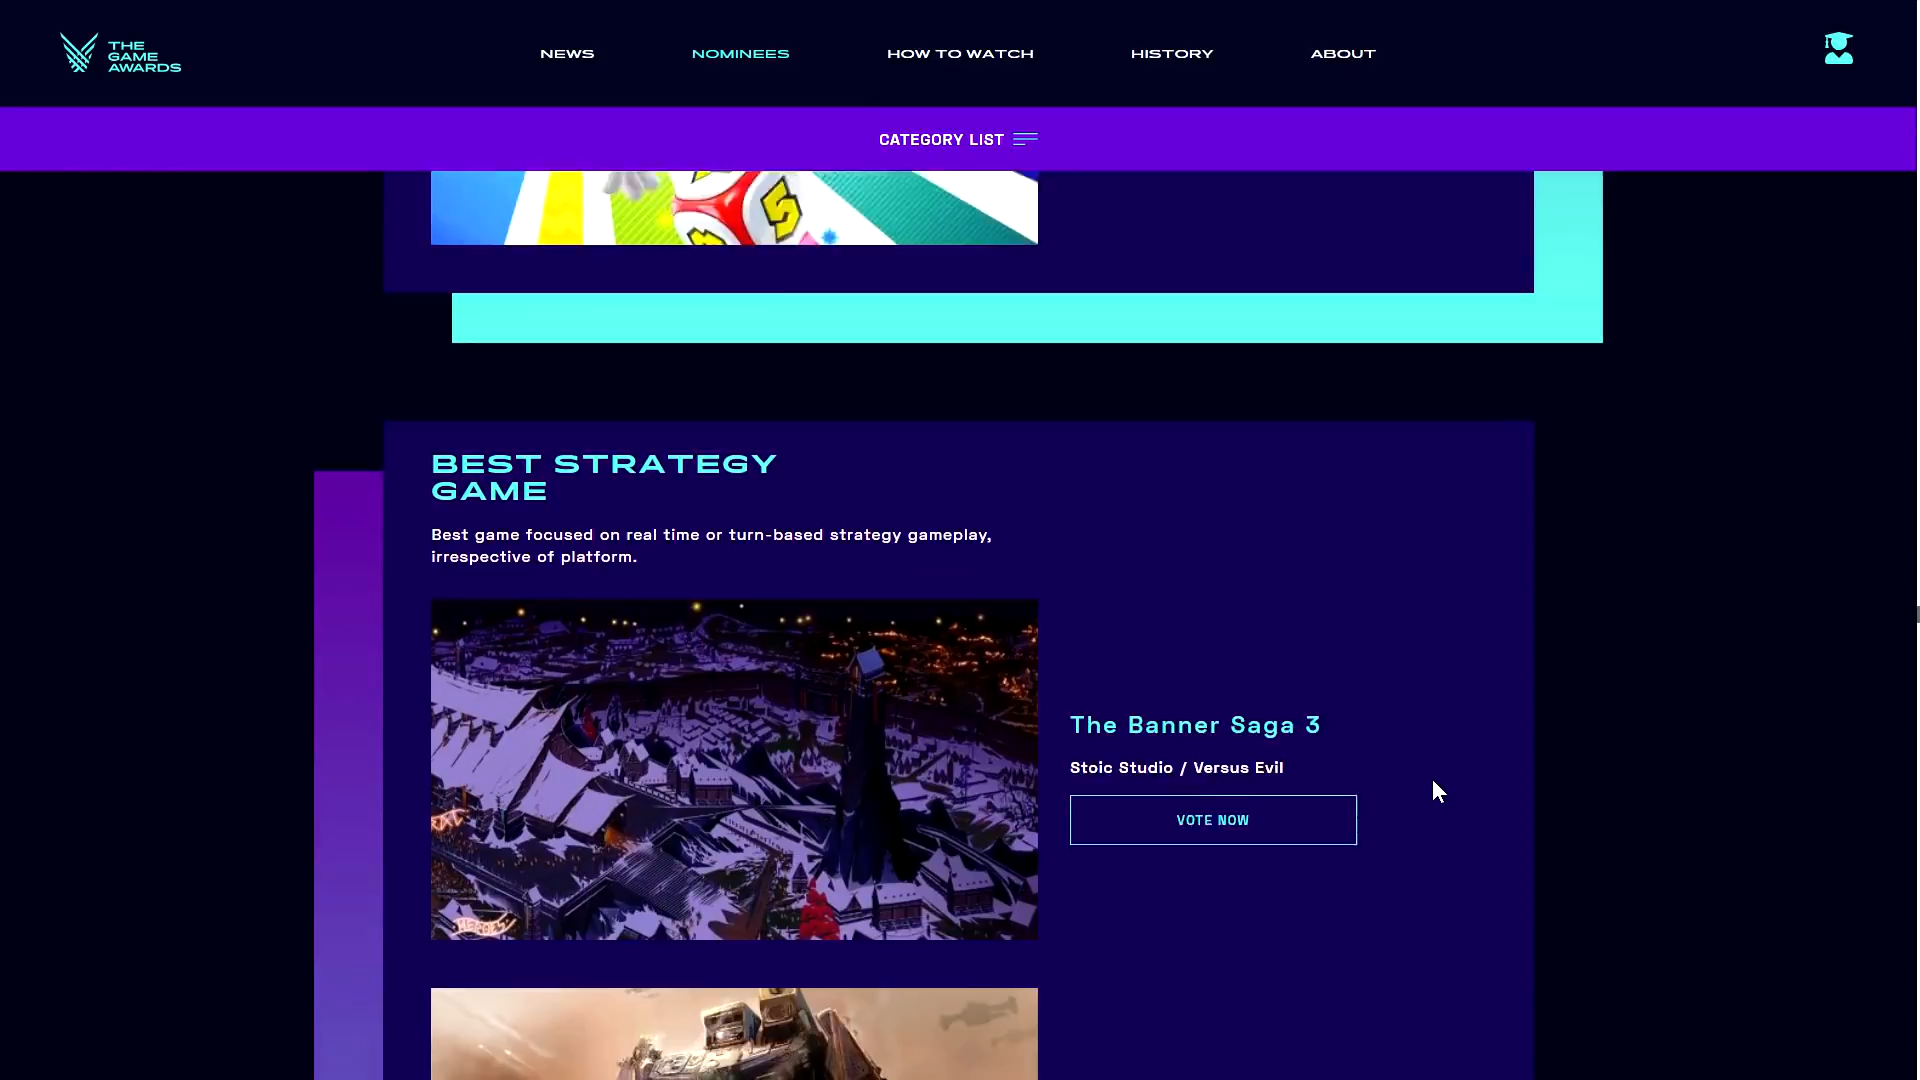 THE
GAME
AWARDS
NEWS
NOMINEES
HOW TO WATCH
HISTORY
ABOUT
CATEGORY LIST
5
BEST STRATEGY
GAME
Best game focused on real time or turn-based strategy gameplay,
irrespective of platform.
The Banner Saga 3
Stoic Studio / Versus Evil
VOTE NOW
HEROES